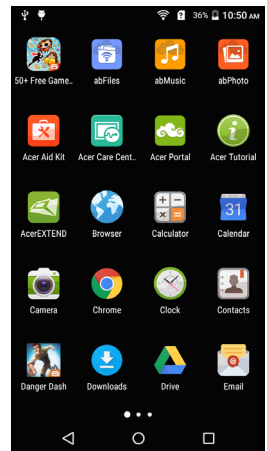 36% 10:50 AM
50+ Free Game.. abFiles abMusic abPhoto
Acer Aid Kit Acer Care Cent.. Acer Portal Acer Tutorial
AcerEXTEND Browser Calculator 31 Calendar
Camera Chrome Clock Contacts
Danger Dash Downloads Drive Email